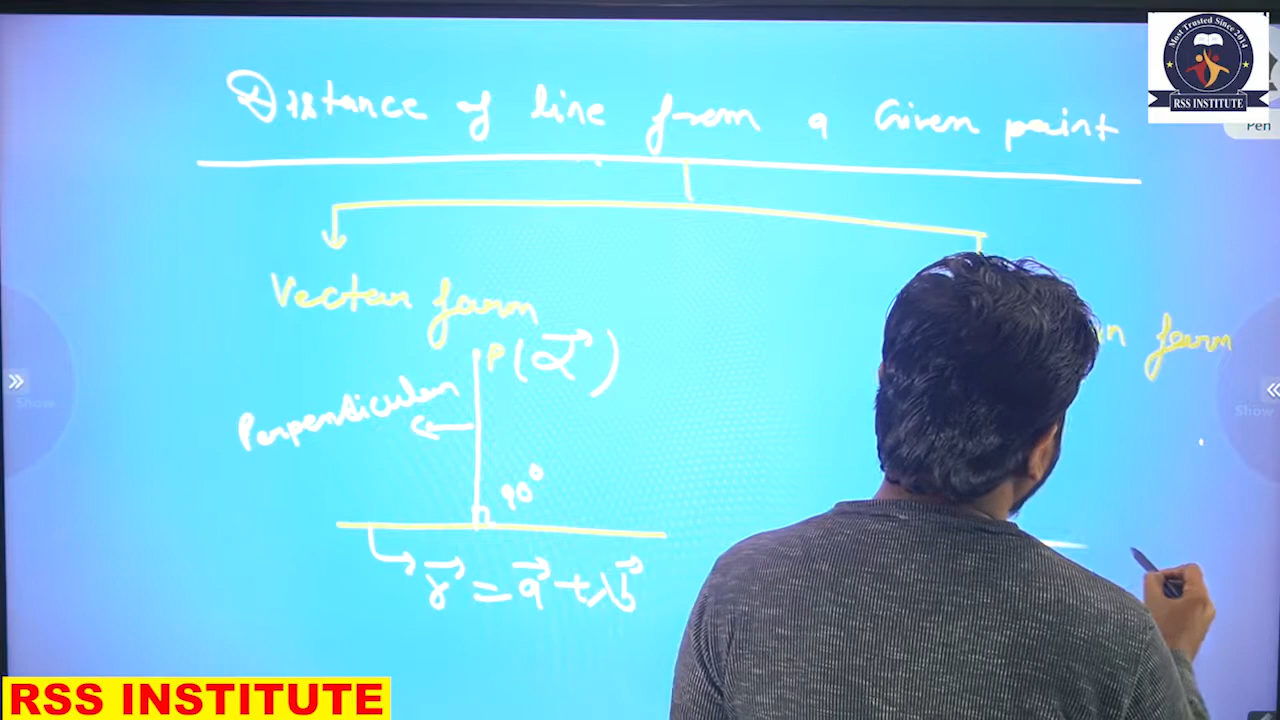 Distance of line from a Given point
Vector form
form
P(α⃗)
Perpendicular
90°
r⃗ = a⃗ + λb⃗
Most Trusted Since 2014
RSS INSTITUTE
Pen
Show
Show
RSS INSTITUTE